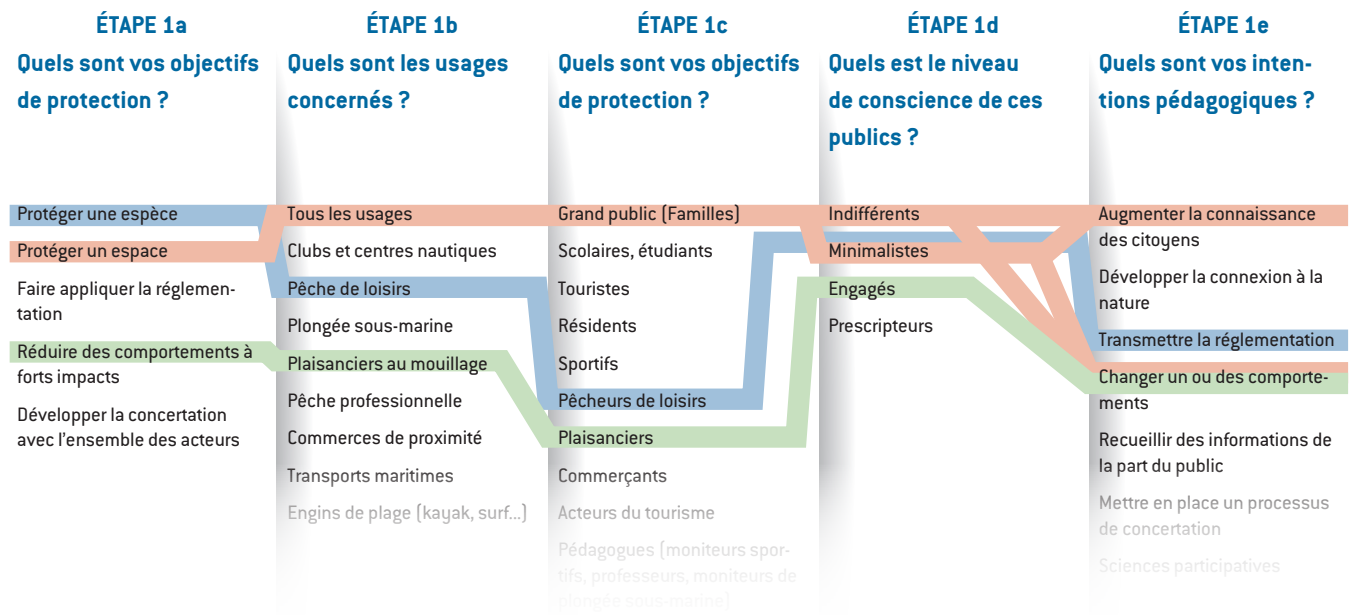 ÉTAPE 1a
Quels sont vos objectifs
de protection ?
Protéger une espèce
Protéger un espace
Faire appliquer la réglemen-
tation
Réduire des comportements à
forts impacts
Développer la concertation
avec l'ensemble des acteurs
ÉTAPE 1b
Quels sont les usages
concernés ?
Tous les usages
Clubs et centres nautiques
Pêche de loisirs
Plongée sous-marine
Plaisanciers au mouillage
Pêche professionnelle
Commerces de proximité
Transports maritimes
Engins de plage (kayak, surf...)
ÉTAPE 1c
Quels sont vos objectifs
de protection ?
Grand public (Familles)
Scolaires, étudiants
Touristes
Résidents
Sportifs
Pêcheurs de loisirs
Plaisanciers
Commerçants
Acteurs du tourisme
Pédagogues (moniteurs spor-
tifs, professeurs, moniteurs de
plongée sous-marine)
ÉTAPE 1d
Quels est le niveau
de conscience de ces
publics ?
Indifférents
Minimalistes
Engagés
Prescripteurs
ÉTAPE 1e
Quels sont vos inten-
tions pédagogiques ?
Augmenter la connaissance
des citoyens
Développer la connexion à la
nature
Transmettre la réglementation
Changer un ou des comporte-
ments
Recueillir des informations de
la part du public
Mettre en place un processus
de concertation
Sciences participatives